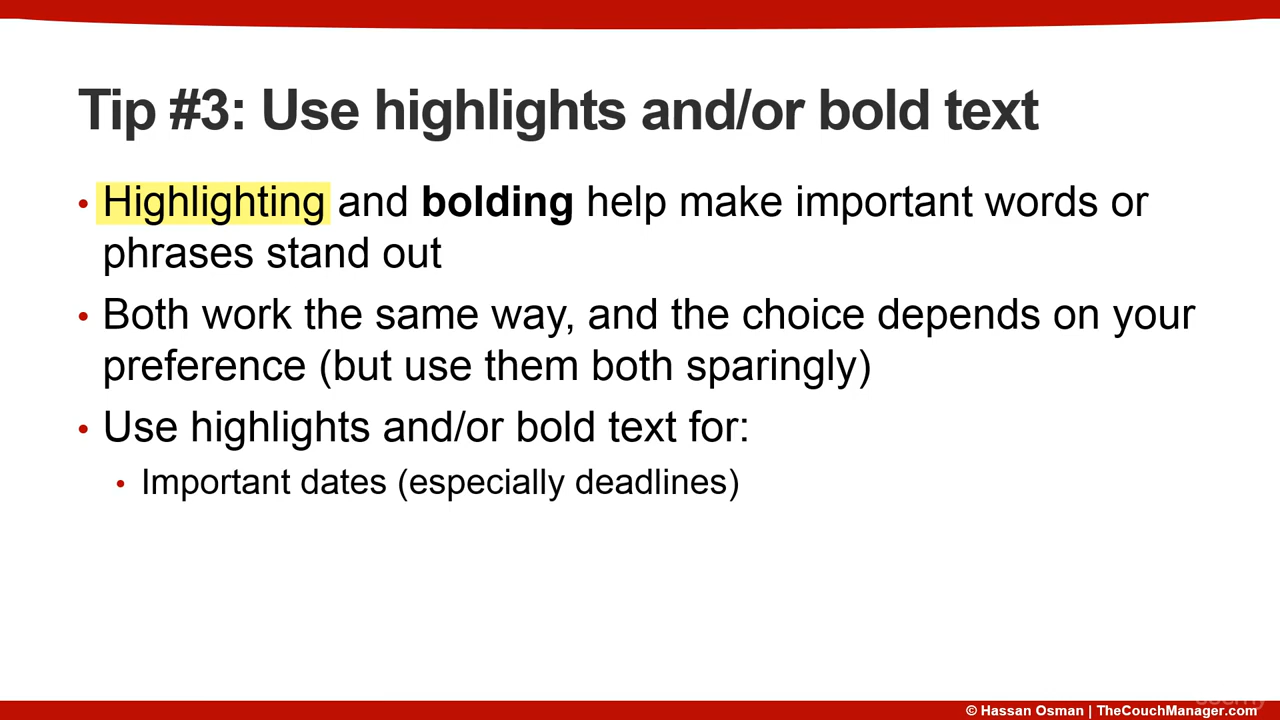 Tip #3: Use highlights and/or bold text
• Highlighting and bolding help make important words or
phrases stand out
• Both work the same way, and the choice depends on your
preference (but use them both sparingly)
• Use highlights and/or bold text for:
• Important dates (especially deadlines)
© Hassan Osman | TheCouchManager.com